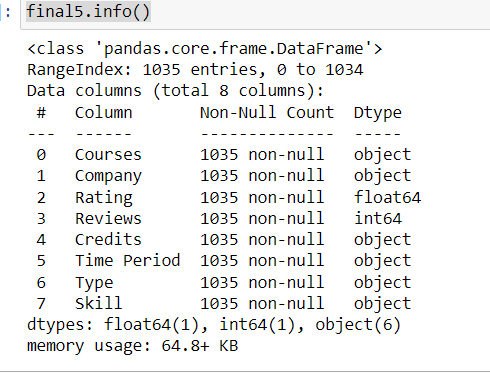 ]: final5.info()
<class 'pandas.core.frame.DataFrame'>
RangeIndex: 1035 entries, 0 to 1034
Data columns (total 8 columns):
 #   Column       Non-Null Count  Dtype
---  ------       --------------  -----
 0   Courses      1035 non-null   object
 1   Company      1035 non-null   object
 2   Rating       1035 non-null   float64
 3   Reviews      1035 non-null   int64
 4   Credits      1035 non-null   object
 5   Time Period  1035 non-null   object
 6   Type         1035 non-null   object
 7   Skill        1035 non-null   object
dtypes: float64(1), int64(1), object(6)
memory usage: 64.8+ KB